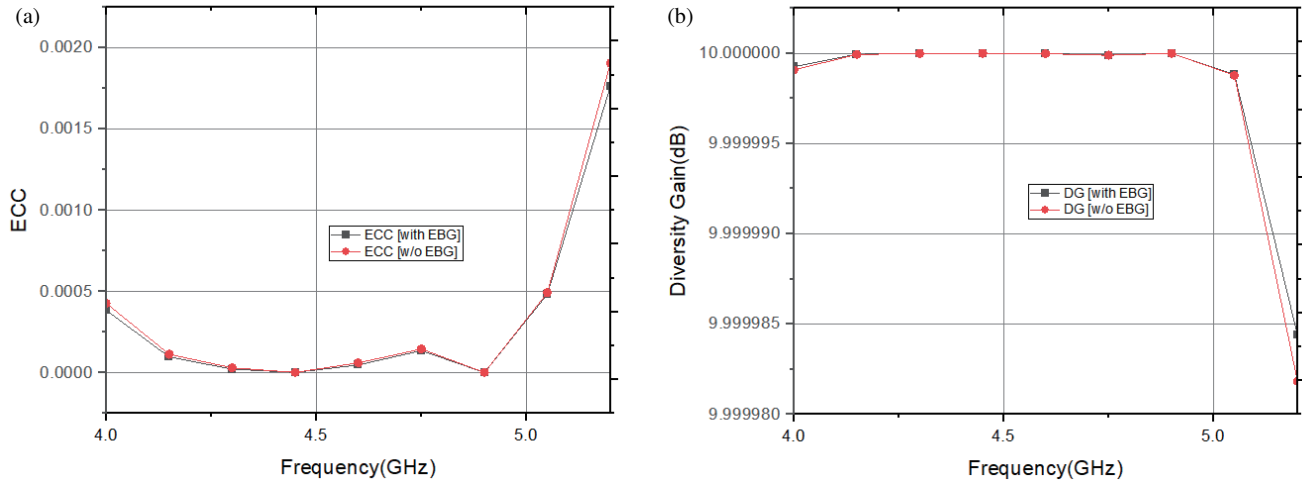 (a)
0.0020
0.0015
0.0010
0.0005
0.0000
ECC
ECC [with EBG]
ECC [w/o EBG]
4.0
4.5
5.0
Frequency(GHz)
(b)
10.000000
9.999995
9.999990
9.999985
9.999980
Diversity Gain(dB)
DG [with EBG]
DG [w/o EBG]
4.0
4.5
5.0
Frequency(GHz)